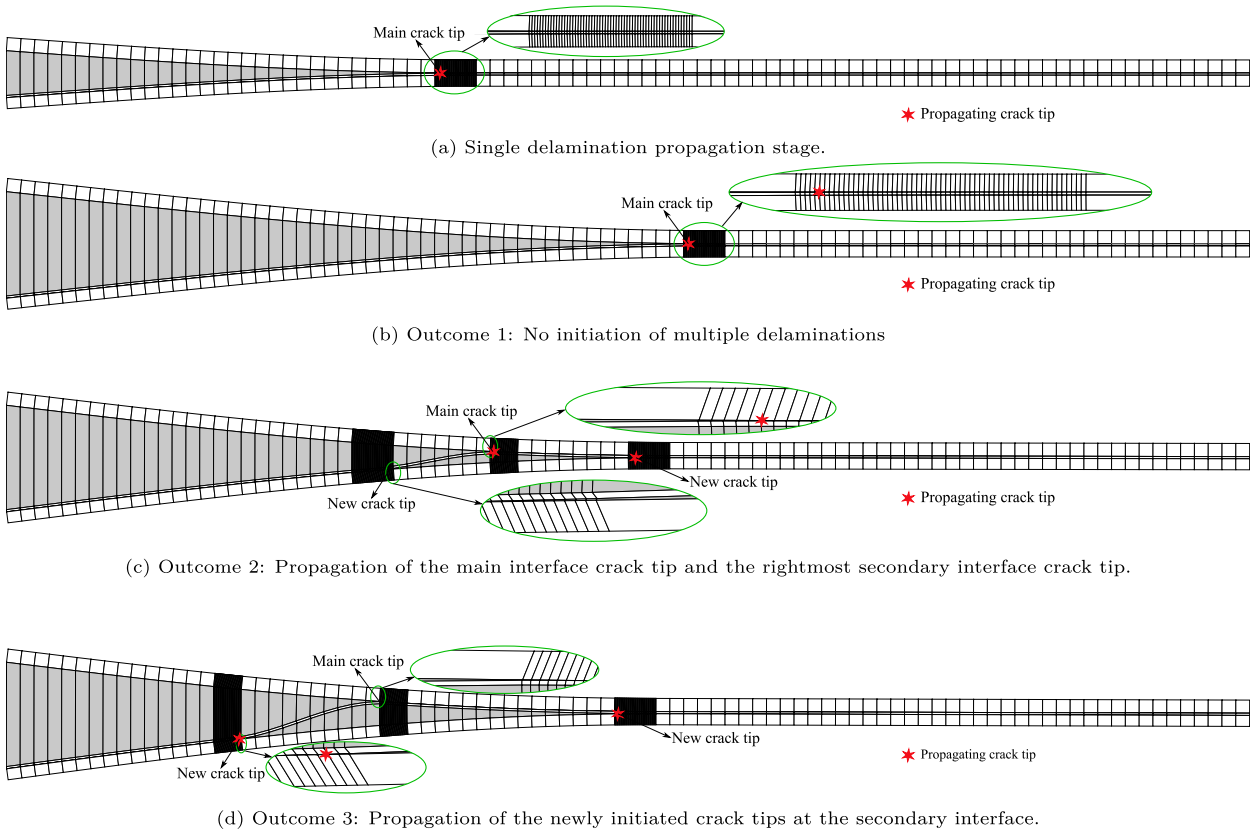 Main crack tip
Propagating crack tip
(a) Single delamination propagation stage.
Main crack tip
Propagating crack tip
(b) Outcome 1: No initiation of multiple delaminations
Main crack tip
New crack tip
New crack tip
Propagating crack tip
(c) Outcome 2: Propagation of the main interface crack tip and the rightmost secondary interface crack tip.
Main crack tip
New crack tip
New crack tip
Propagating crack tip
(d) Outcome 3: Propagation of the newly initiated crack tips at the secondary interface.